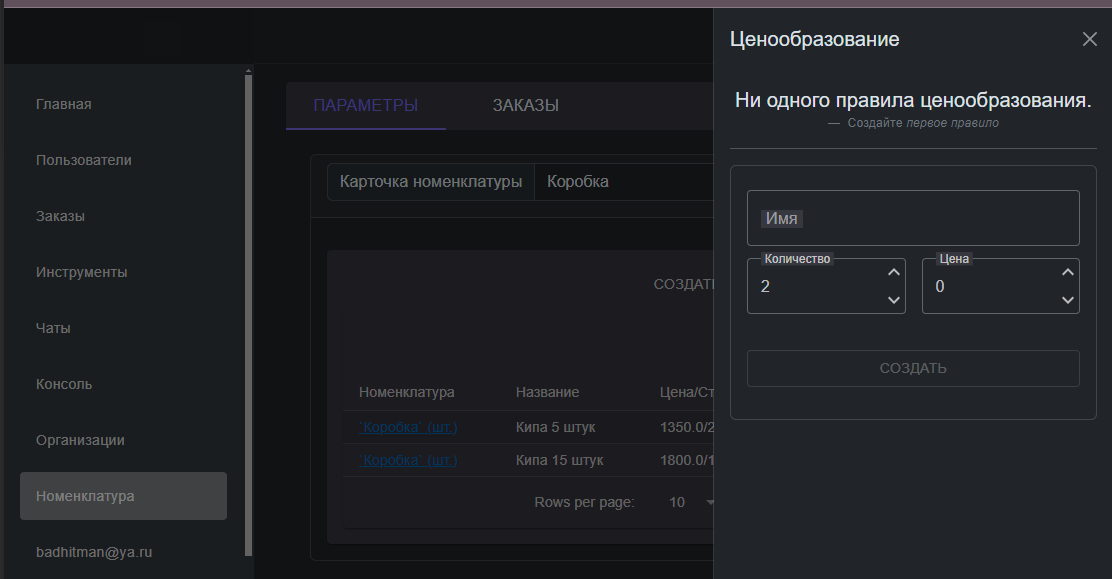 Главная
Пользователи
Заказы
Инструменты
Чаты
Консоль
Организации
Номенклатура
badhitman@ya.ru
ПАРАМЕТРЫ ЗАКАЗЫ
Карточка номенклатуры Коробка
СОЗДАТЬ
Номенклатура Название Цена/Ст
`Коробка` (шт.) Кипа 5 штук 1350.0/2
`Коробка` (шт.) Кипа 15 штук 1800.0/1
Rows per page: 10
Ценообразование
Ни одного правила ценообразования.
— Создайте первое правило
Имя
Количество Цена
2 0
СОЗДАТЬ